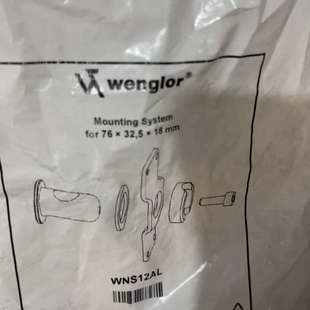 wenglor®
Mounting System
for 76 × 32,5 × 18 mm
WNS12AL